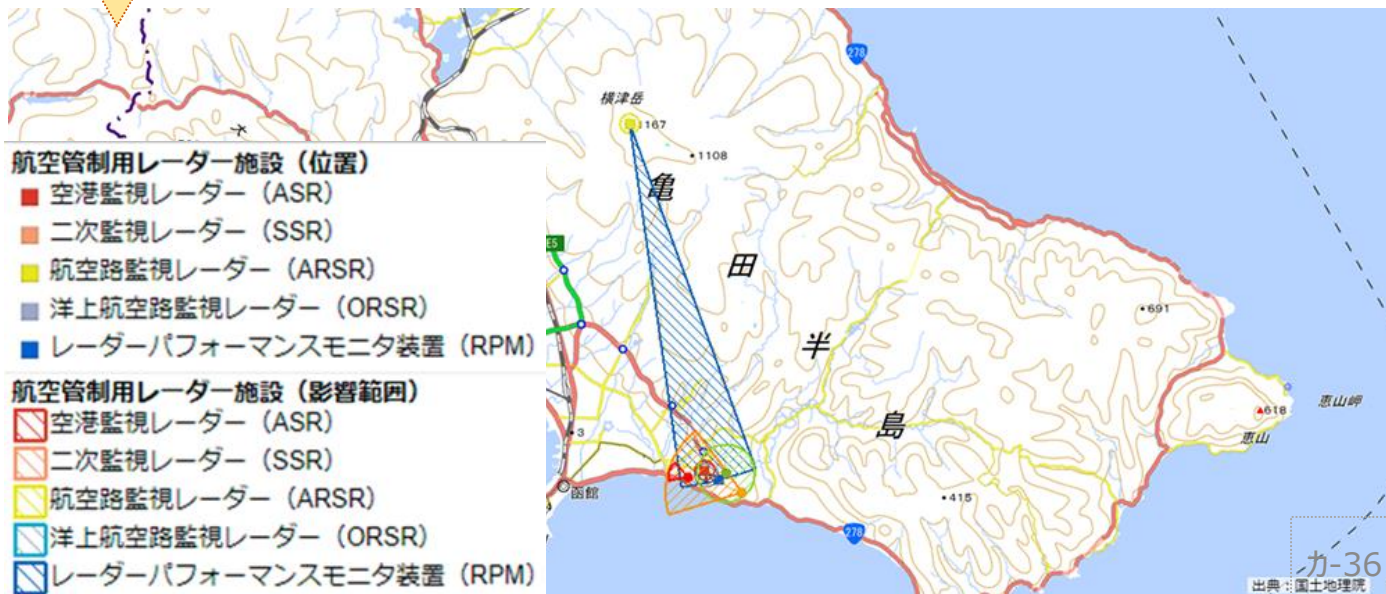 航空管制用レーダー施設（位置）
空港監視レーダー（ASR）
二次監視レーダー（SSR）
航空路監視レーダー（ARSR）
洋上航空路監視レーダー（ORSR）
レーダーパフォーマンスモニタ装置（RPM）
航空管制用レーダー施設（影響範囲）
空港監視レーダー（ASR）
二次監視レーダー（SSR）
航空路監視レーダー（ARSR）
洋上航空路監視レーダー（ORSR）
レーダーパフォーマンスモニタ装置（RPM）
278
横津岳
1167
1108
亀
田
半
島
E5
691
618
恵山岬
恵山
3
函館
415
278
カ-36
出典：国土地理院